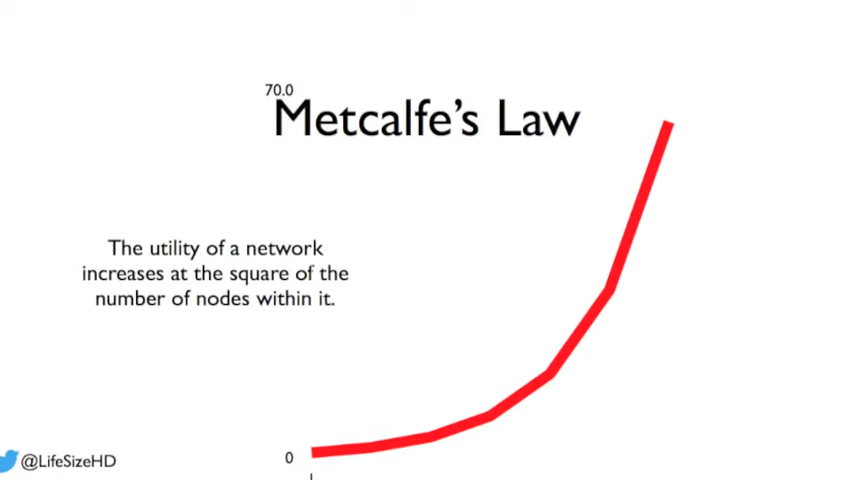 70.0
Metcalfe's Law
The utility of a network
increases at the square of the
number of nodes within it.
0
@LifeSizeHD